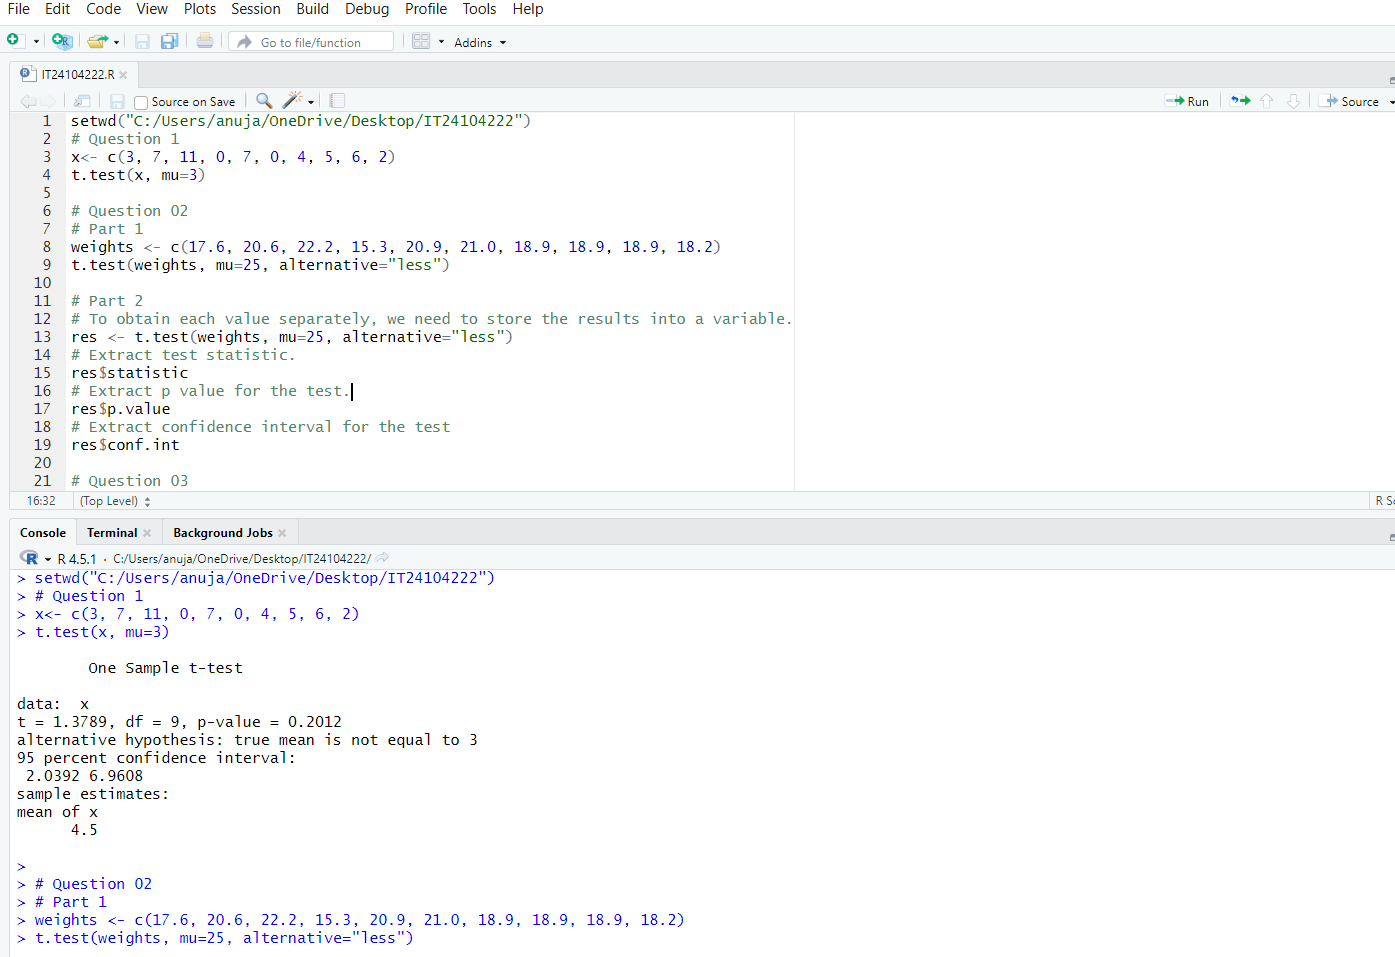 File Edit Code View Plots Session Build Debug Profile Tools Help
Go to file/function Addins
IT24104222.R
Source on Save Run Source
1 setwd("C:/Users/anuja/OneDrive/Desktop/IT24104222")
2 # Question 1
3 x<- c(3, 7, 11, 0, 7, 0, 4, 5, 6, 2)
4 t.test(x, mu=3)
5
6 # Question 02
7 # Part 1
8 weights <- c(17.6, 20.6, 22.2, 15.3, 20.9, 21.0, 18.9, 18.9, 18.9, 18.2)
9 t.test(weights, mu=25, alternative="less")
10
11 # Part 2
12 # To obtain each value separately, we need to store the results into a variable.
13 res <- t.test(weights, mu=25, alternative="less")
14 # Extract test statistic.
15 res$statistic
16 # Extract p value for the test.
17 res$p.value
18 # Extract confidence interval for the test
19 res$conf.int
20
21 # Question 03
16:32 (Top Level) R
Console Terminal Background Jobs
R R 4.5.1 · C:/Users/anuja/OneDrive/Desktop/IT24104222/
> setwd("C:/Users/anuja/OneDrive/Desktop/IT24104222")
> # Question 1
> x<- c(3, 7, 11, 0, 7, 0, 4, 5, 6, 2)
> t.test(x, mu=3)
One Sample t-test
data: x
t = 1.3789, df = 9, p-value = 0.2012
alternative hypothesis: true mean is not equal to 3
95 percent confidence interval:
2.0392 6.9608
sample estimates:
mean of x
4.5
>
> # Question 02
> # Part 1
> weights <- c(17.6, 20.6, 22.2, 15.3, 20.9, 21.0, 18.9, 18.9, 18.9, 18.2)
> t.test(weights, mu=25, alternative="less")